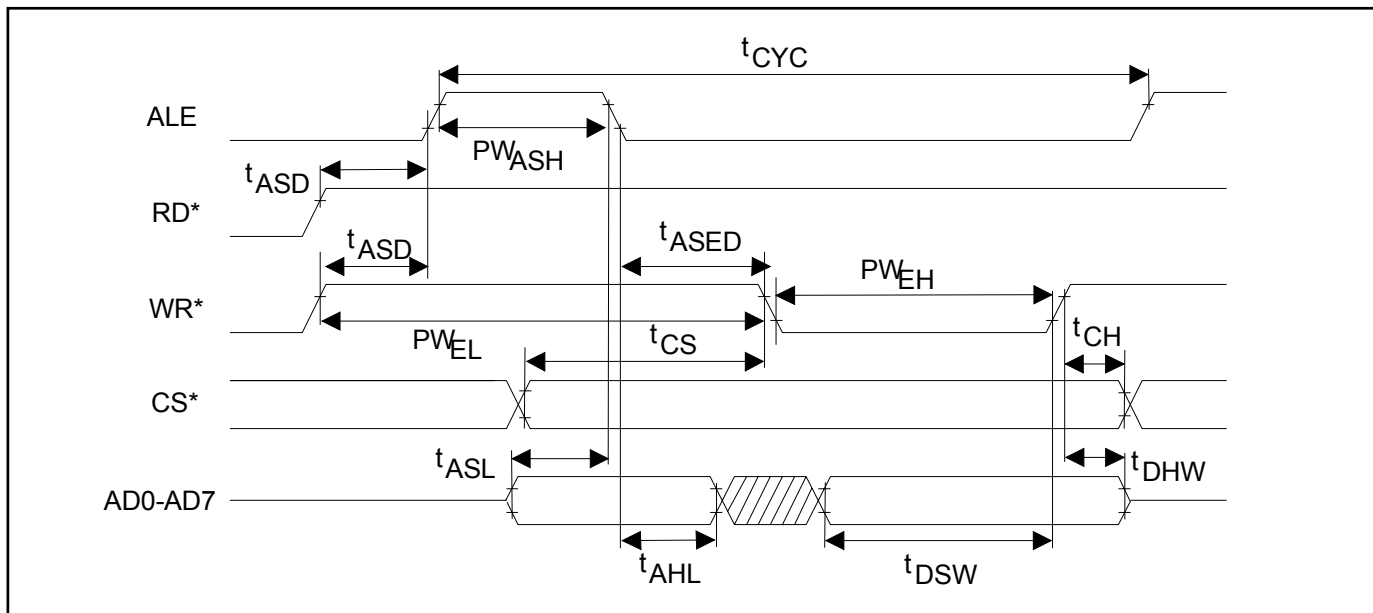 tCYC
ALE
PWASH
tASD
RD*
tASD
tASED
PWEH
WR*
PWEL
tCS
tCH
CS*
tASL
tDHW
AD0-AD7
tAHL
tDSW